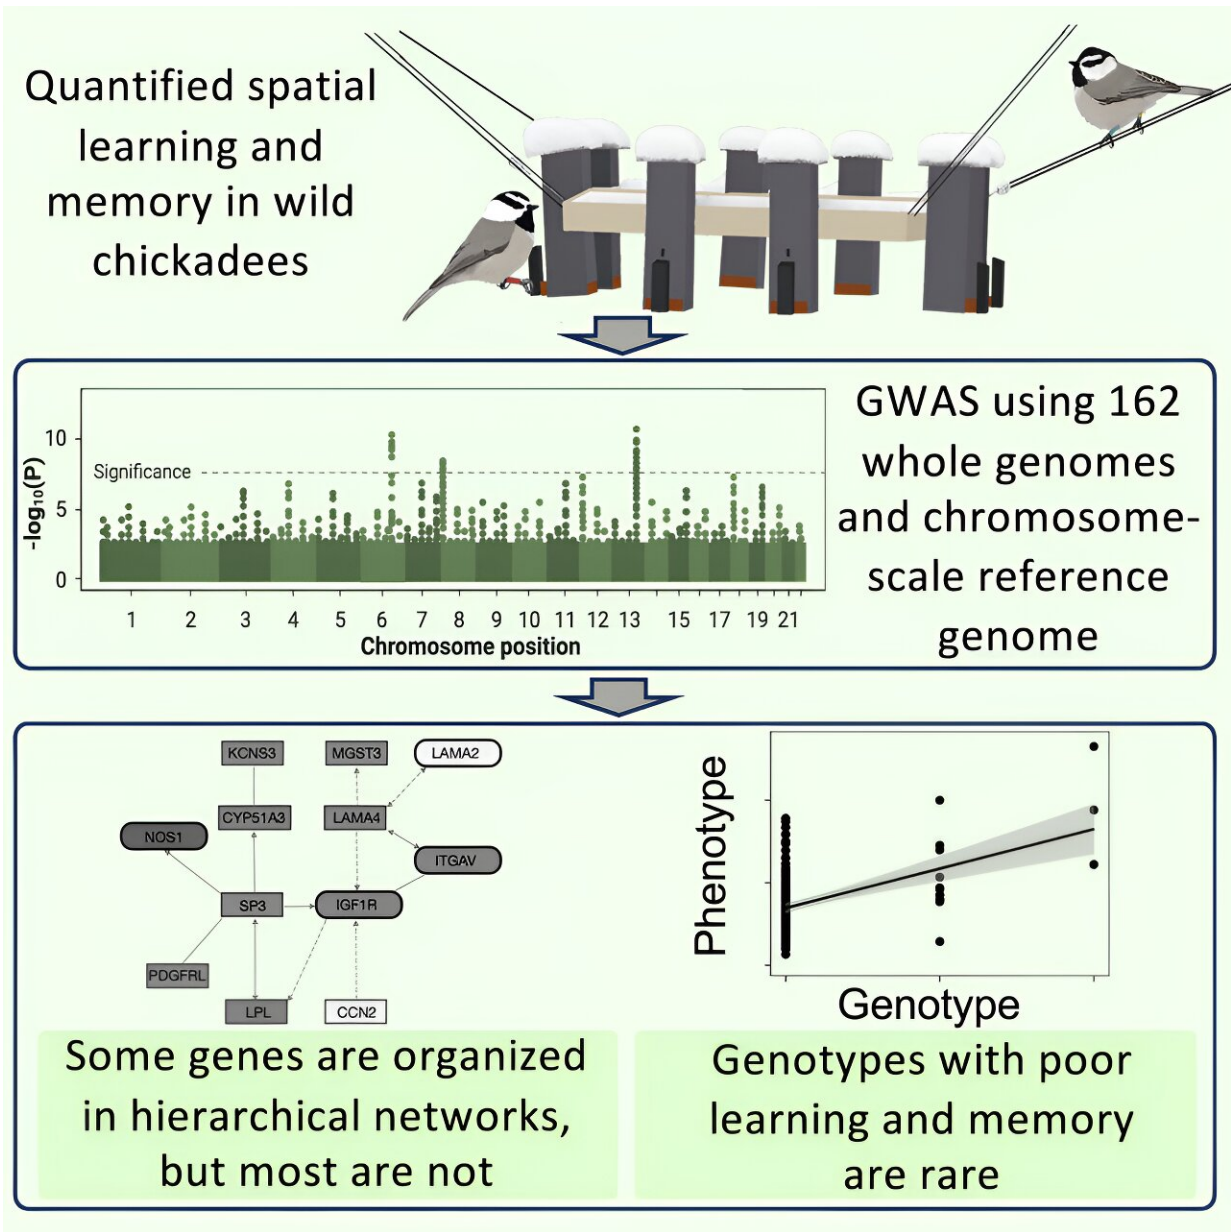 Quantified spatial
learning and
memory in wild
chickadees
GWAS using 162
whole genomes
and chromosome-
scale reference
genome
-log₁₀(P)
10
5
0
Significance
1 2 3 4 5 6 7 8 9 10 11 12 13 15 17 19 21
Chromosome position
KCNS3
MGST3
LAMA2
CYP51A3
LAMA4
NOS1
ITGAV
SP3
IGF1R
PDGFRL
LPL
CCN2
Phenotype
Genotype
Some genes are organized
in hierarchical networks,
but most are not
Genotypes with poor
learning and memory
are rare